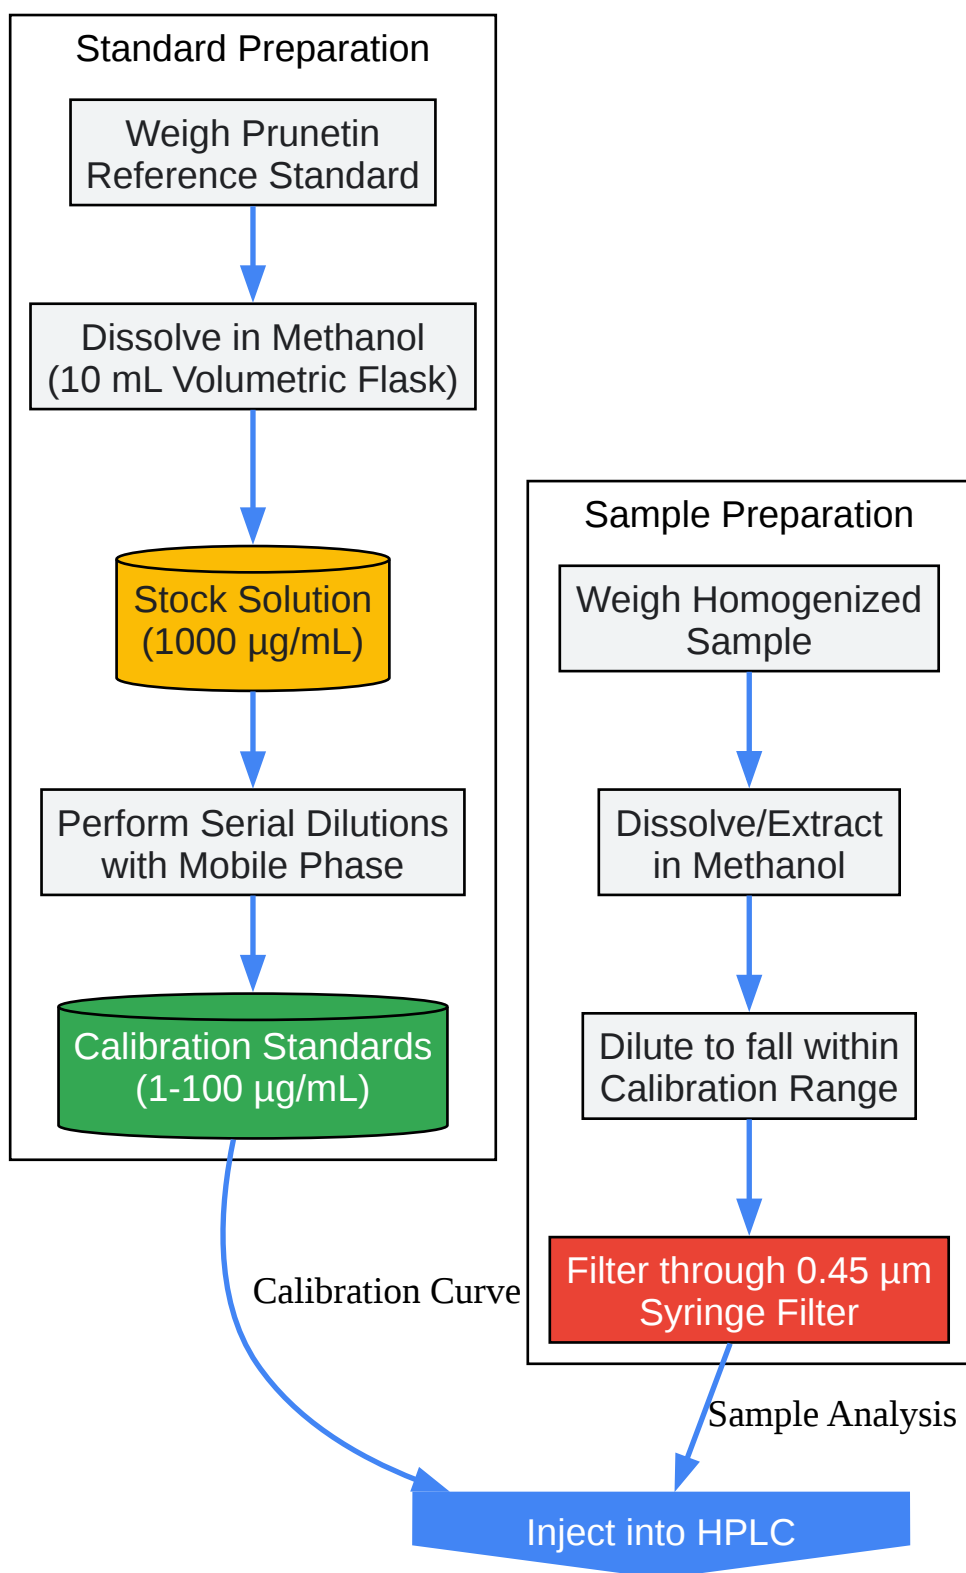 Standard Preparation
Weigh Prunetin
Reference Standard
Dissolve in Methanol
(10 mL Volumetric Flask)
Stock Solution
(1000 µg/mL)
Perform Serial Dilutions
with Mobile Phase
Calibration Standards
(1-100 µg/mL)
Sample Preparation
Weigh Homogenized
Sample
Dissolve/Extract
in Methanol
Dilute to fall within
Calibration Range
Filter through 0.45 µm
Syringe Filter
Calibration Curve
Sample Analysis
Inject into HPLC